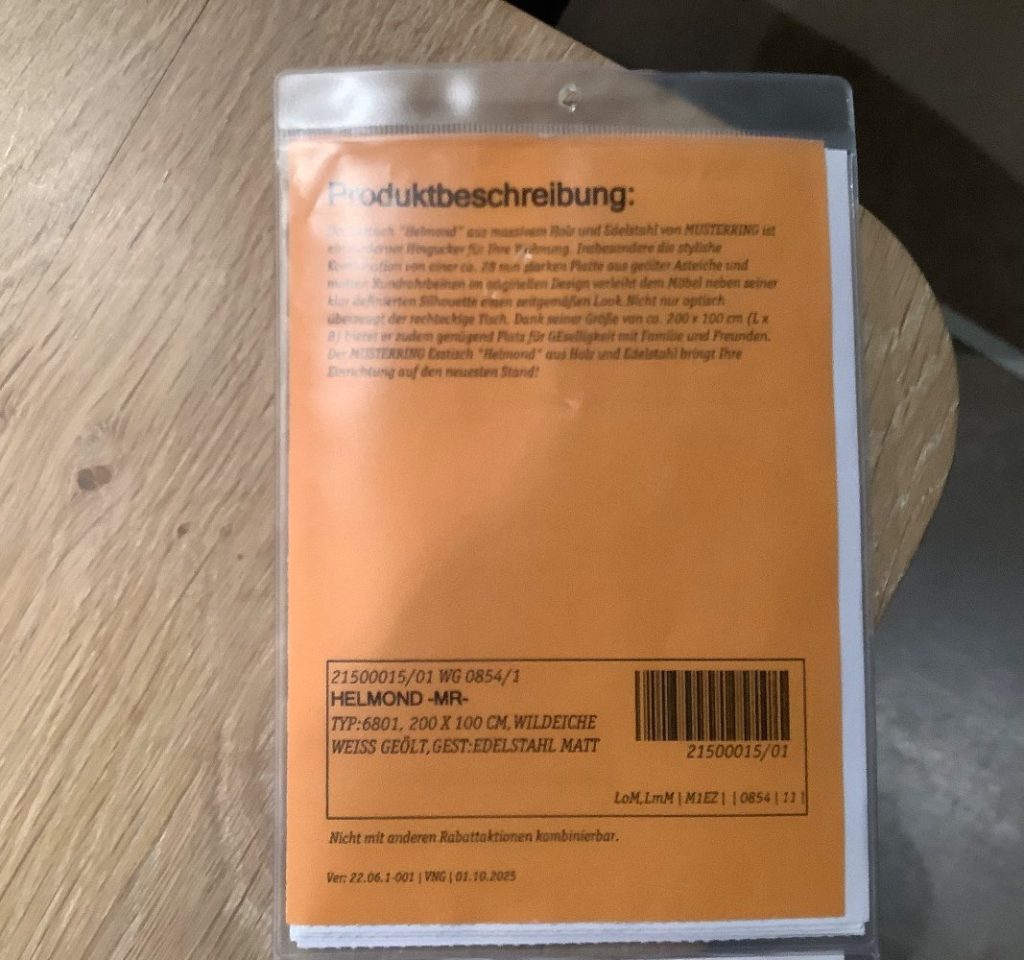 Produktbeschreibung:
Der Esstisch "Helmond" aus massivem Holz und Edelstahl von MUSTERRING ist
ein moderner Hingucker für Ihre Wohnung. Insbesondere die stylishe
Kombination von einer ca. 28 mm starken Platte aus geölter Asteiche und
matten Rundrohrbeinen im originellen Design verleiht dem Möbel neben seiner
klar definierten Silhouette einen zeitgemäßen Look. Nicht nur optisch
überzeugt der rechteckige Tisch. Dank seiner Größe von ca. 200 x 100 cm (L x
B) bietet er zudem genügend Platz für GEselligkeit mit Familie und Freunden.
Der MUSTERRING Esstisch "Helmond" aus Holz und Edelstahl bringt Ihre
Einrichtung auf den neuesten Stand!
21500015/01 WG 0854/1
HELMOND -MR-
TYP:6801, 200 X 100 CM,WILDEICHE
WEISS GEÖLT,GEST:EDELSTAHL MATT
21500015/01
LoM,LmM | M1EZ | | 0854 | 11 |
Nicht mit anderen Rabattaktionen kombinierbar.
Ver: 22.06.1-001 | VNG | 01.10.2025